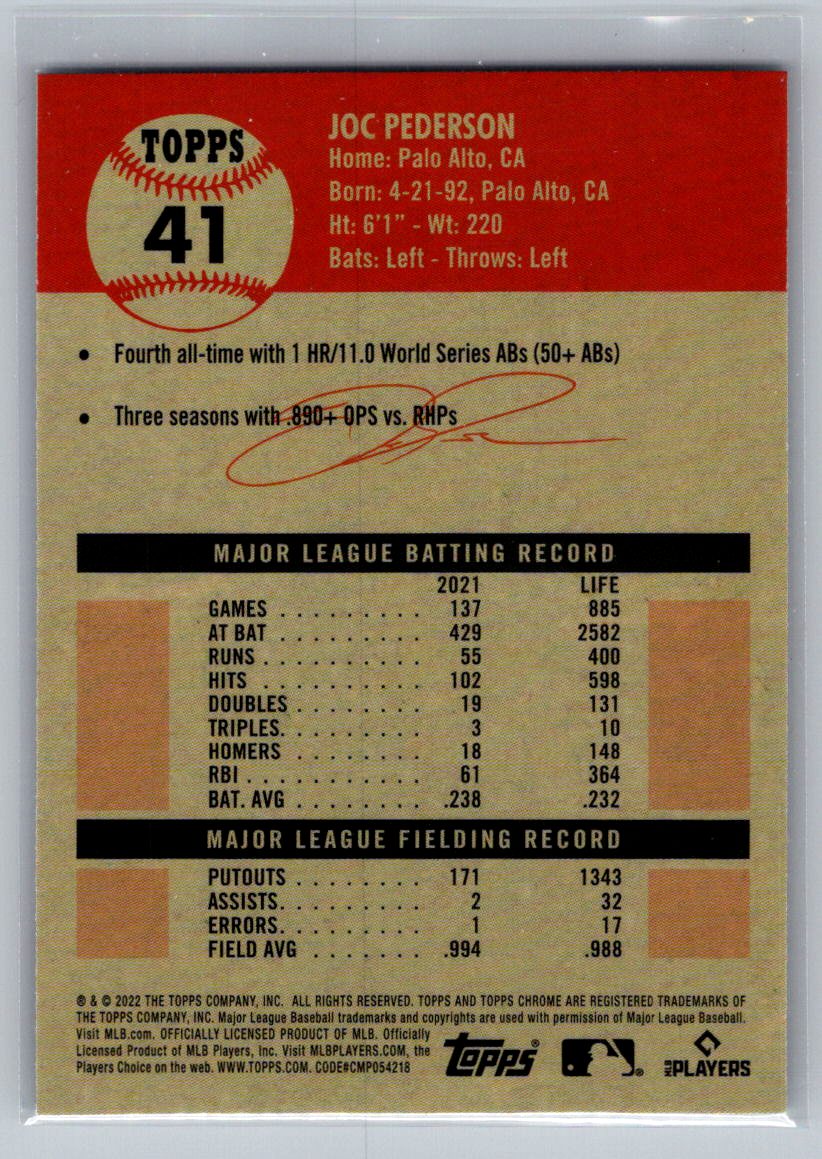 TOPPS
41
JOC PEDERSON
Home: Palo Alto, CA
Born: 4-21-92, Palo Alto, CA
Ht: 6'1" - Wt: 220
Bats: Left - Throws: Left
• Fourth all-time with 1 HR/11.0 World Series ABs (50+ ABs)
• Three seasons with .890+ OPS vs. RHPs
MAJOR LEAGUE BATTING RECORD
2021 LIFE
GAMES . . . . . . . . . 137 885
AT BAT . . . . . . . . . 429 2582
RUNS . . . . . . . . . . 55 400
HITS . . . . . . . . . . 102 598
DOUBLES . . . . . . . . 19 131
TRIPLES. . . . . . . . . 3 10
HOMERS . . . . . . . . 18 148
RBI . . . . . . . . . . . 61 364
BAT. AVG . . . . . . . . .238 .232
MAJOR LEAGUE FIELDING RECORD
PUTOUTS . . . . . . . . 171 1343
ASSISTS. . . . . . . . . 2 32
ERRORS. . . . . . . . . 1 17
FIELD AVG . . . . . . . .994 .988
® & © 2022 THE TOPPS COMPANY, INC. ALL RIGHTS RESERVED. TOPPS AND TOPPS CHROME ARE REGISTERED TRADEMARKS OF
THE TOPPS COMPANY, INC. Major League Baseball trademarks and copyrights are used with permission of Major League Baseball.
Visit MLB.com. OFFICIALLY LICENSED PRODUCT OF MLB. Officially
Licensed Product of MLB Players, Inc. Visit MLBPLAYERS.COM, the
Players Choice on the web. WWW.TOPPS.COM. CODE#CMP054218
Topps® ® MLB PLAYERS